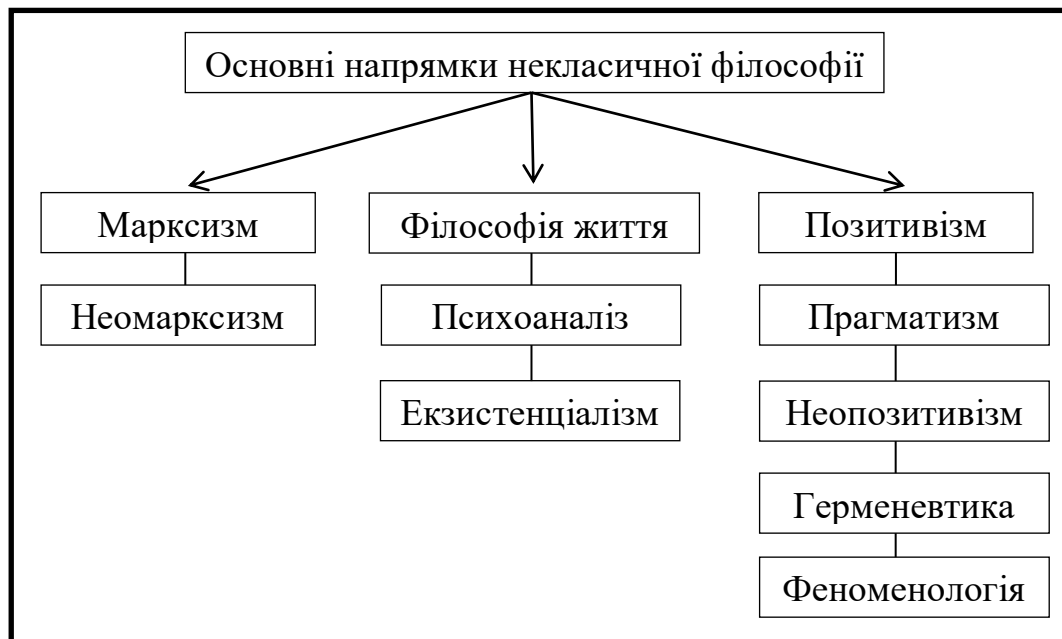 Основні напрямки некласичної філософії
Марксизм
Неомарксизм
Філософія життя
Психоаналіз
Екзистенціалізм
Позитивізм
Прагматизм
Неопозитивізм
Герменевтика
Феноменологія